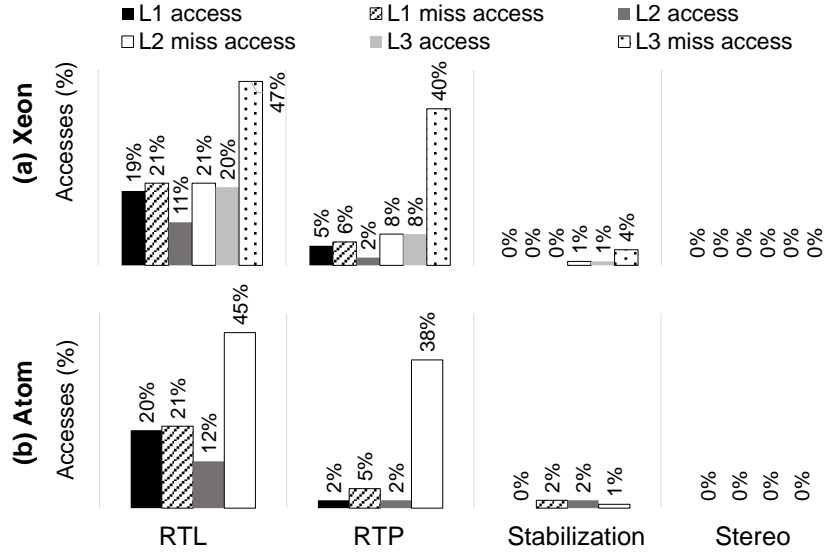 L1 access L1 miss access L2 access
L2 miss access L3 access L3 miss access
(a) Xeon
Accesses (%)
19% 21% 11% 21% 20% 47%
5% 6% 2% 8% 8% 40%
0% 0% 0% 1% 1% 4%
0% 0% 0% 0% 0% 0%
(b) Atom
Accesses (%)
20% 21% 12% 45%
2% 5% 2% 38%
0% 2% 2% 1%
0% 0% 0% 0%
RTL RTP Stabilization Stereo